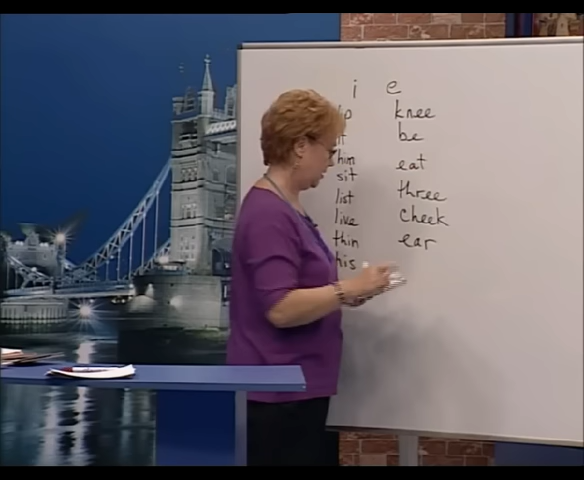 i e
knee
be
him eat
sit
list three
live cheek
thin ear
his